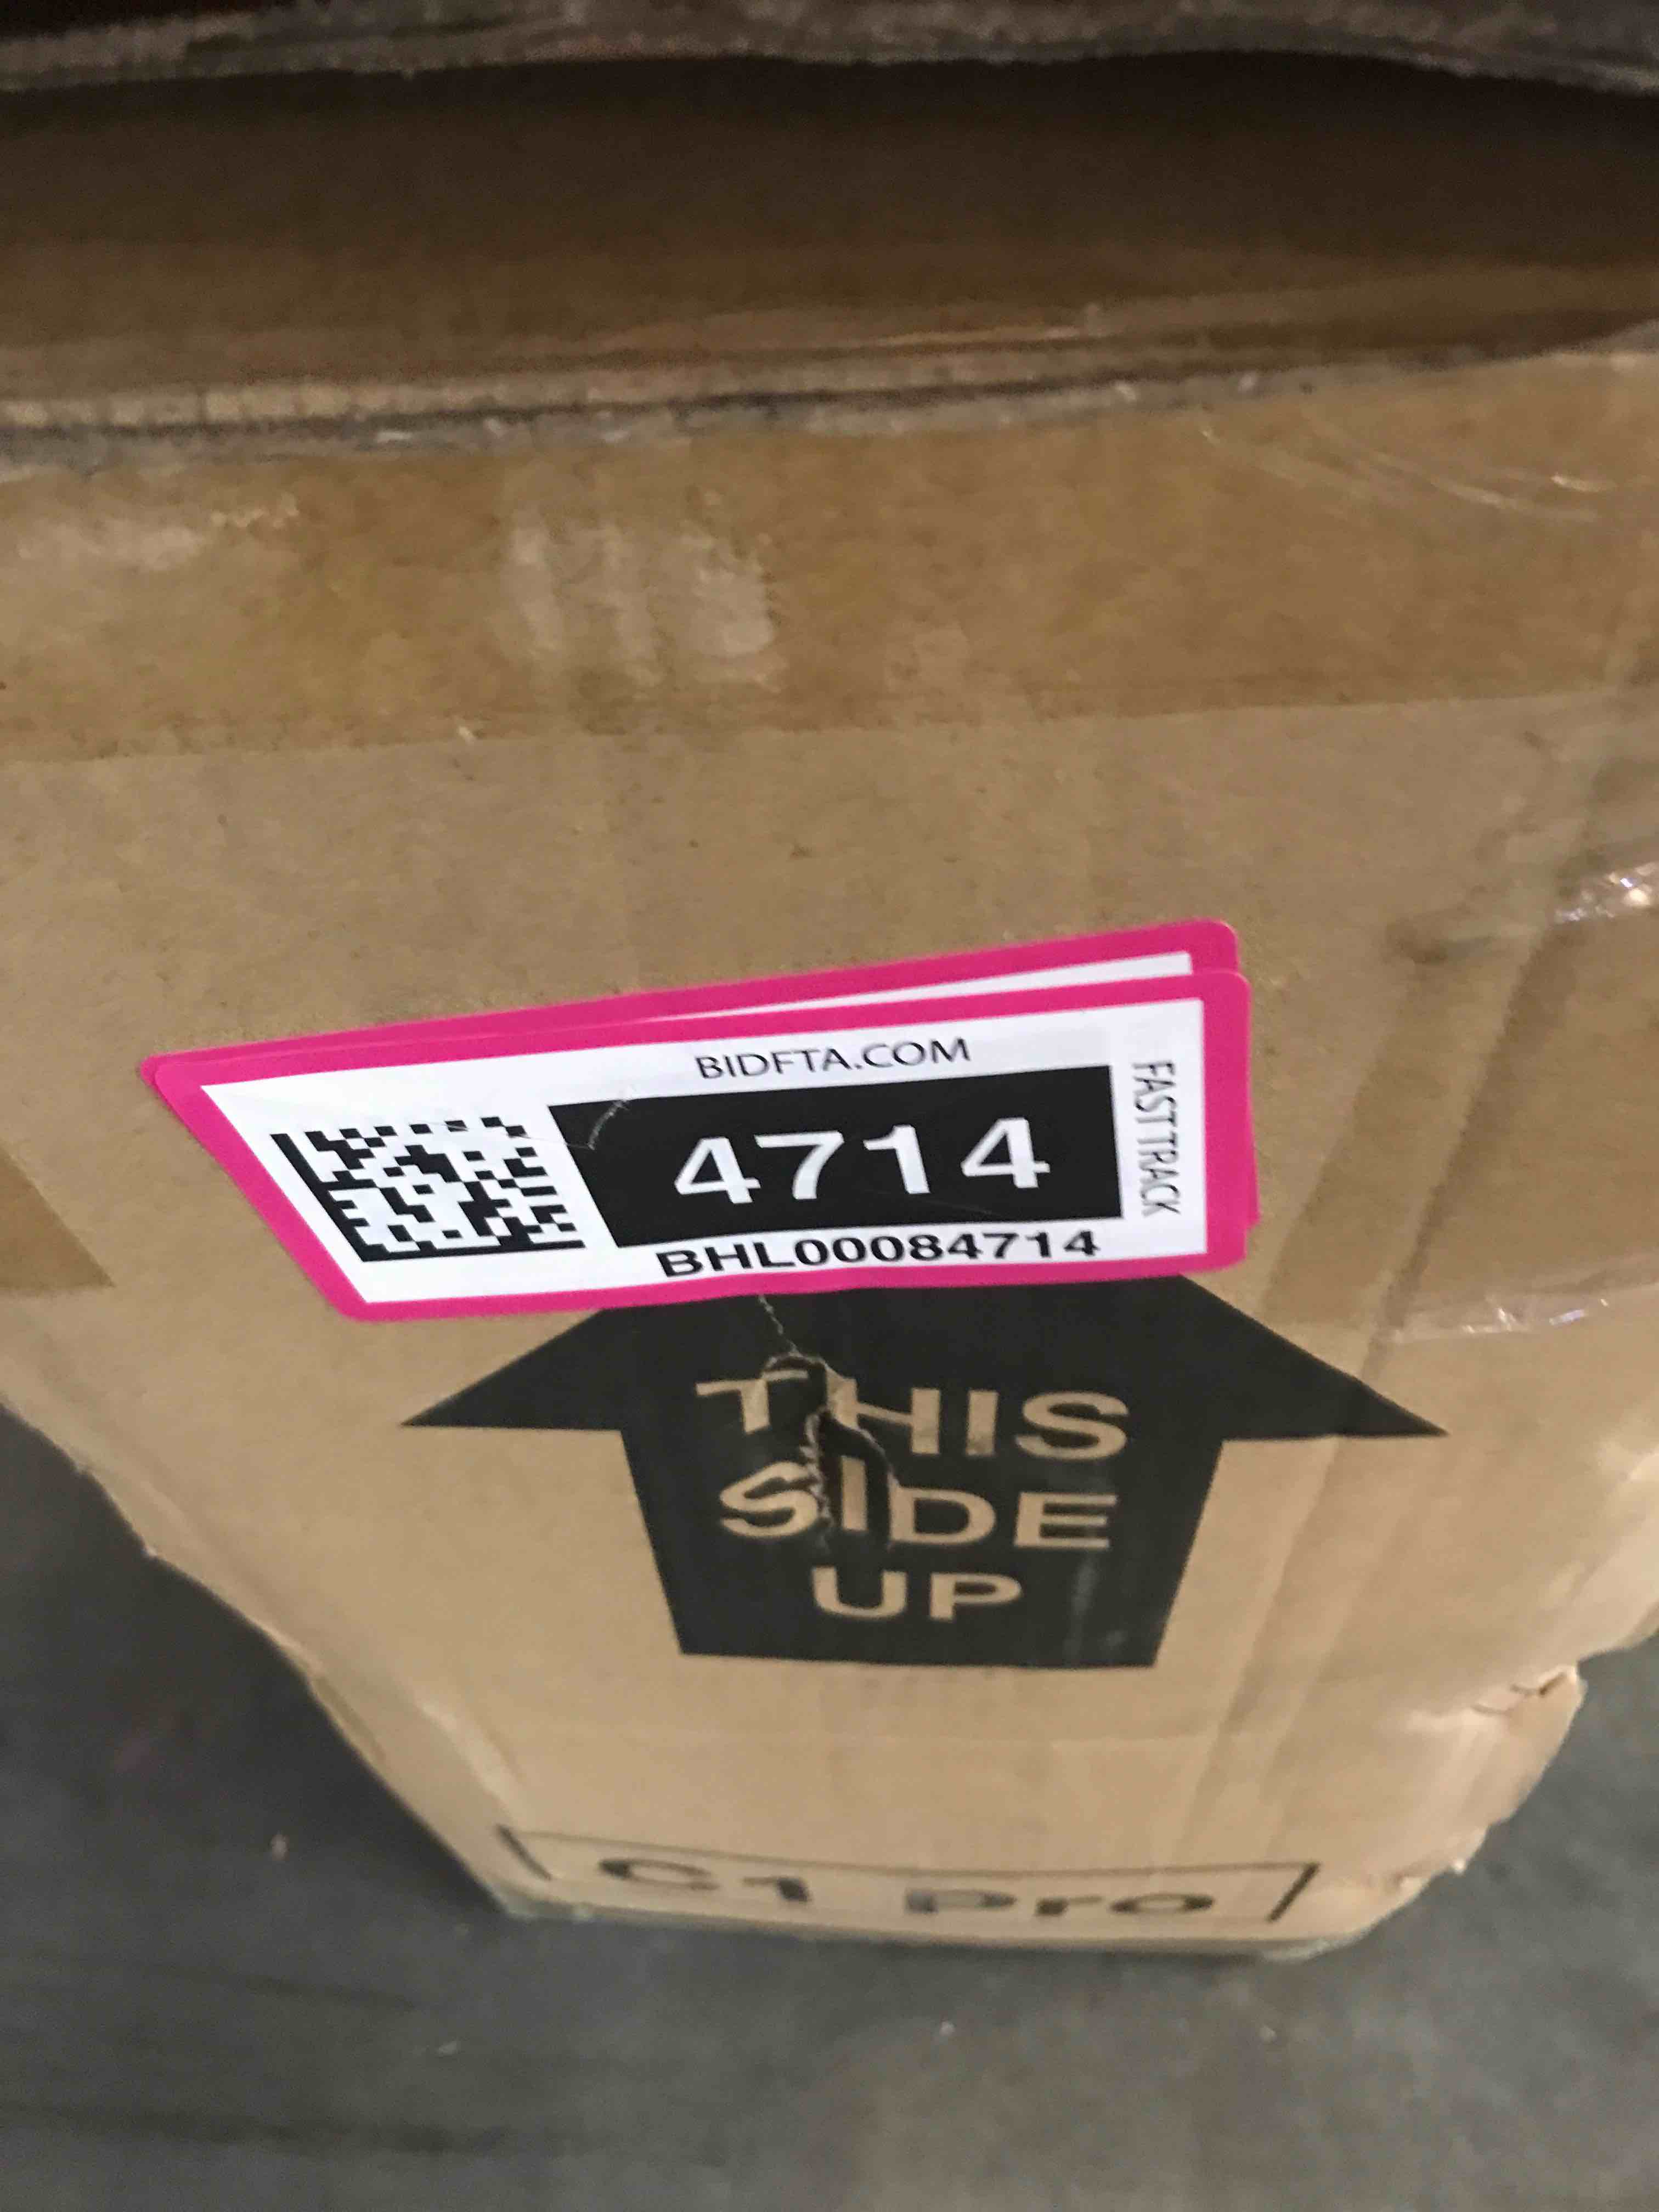 BIDFTA.COM
4714
FAST TRACK
BHL00084714
THIS
SIDE
UP
C1 Pro